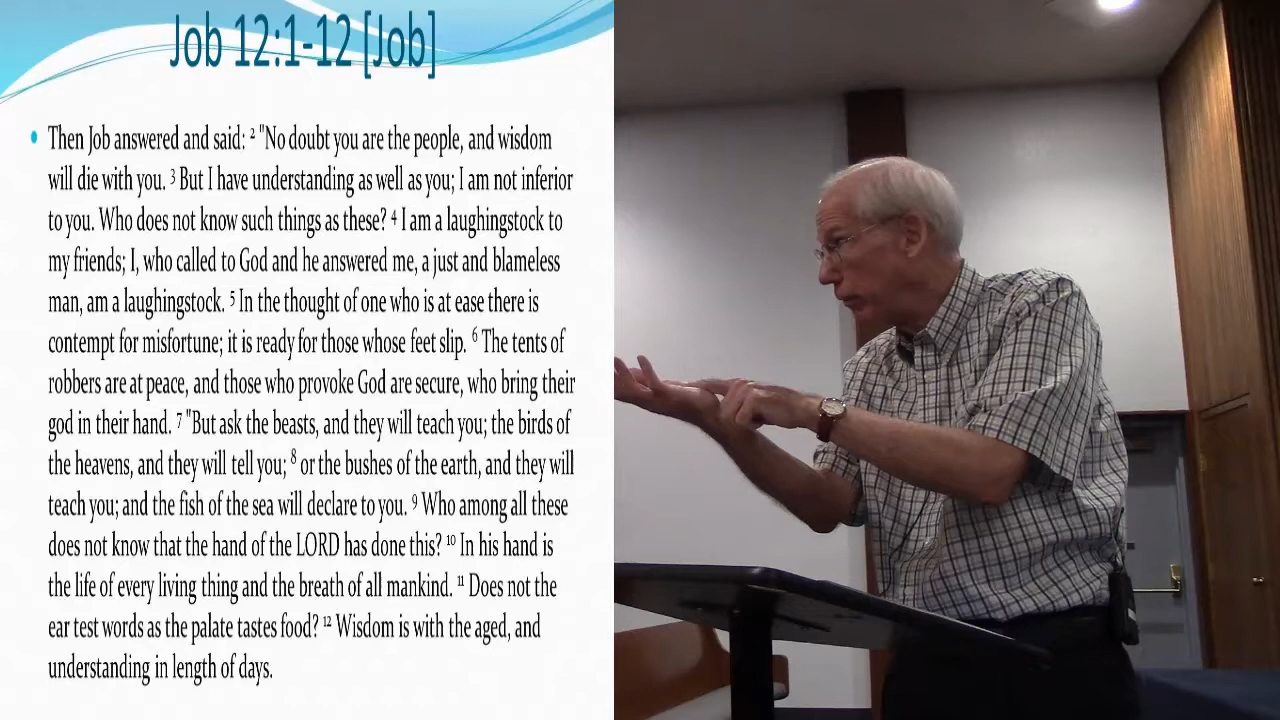 Job 12:1-12 [Job]
• Then Job answered and said: ² "No doubt you are the people, and wisdom
will die with you. ³ But I have understanding as well as you; I am not inferior
to you. Who does not know such things as these? ⁴ I am a laughingstock to
my friends; I, who called to God and he answered me, a just and blameless
man, am a laughingstock. ⁵ In the thought of one who is at ease there is
contempt for misfortune; it is ready for those whose feet slip. ⁶ The tents of
robbers are at peace, and those who provoke God are secure, who bring their
god in their hand. ⁷ "But ask the beasts, and they will teach you; the birds of
the heavens, and they will tell you; ⁸ or the bushes of the earth, and they will
teach you; and the fish of the sea will declare to you. ⁹ Who among all these
does not know that the hand of the LORD has done this? ¹⁰ In his hand is
the life of every living thing and the breath of all mankind. ¹¹ Does not the
ear test words as the palate tastes food? ¹² Wisdom is with the aged, and
understanding in length of days.